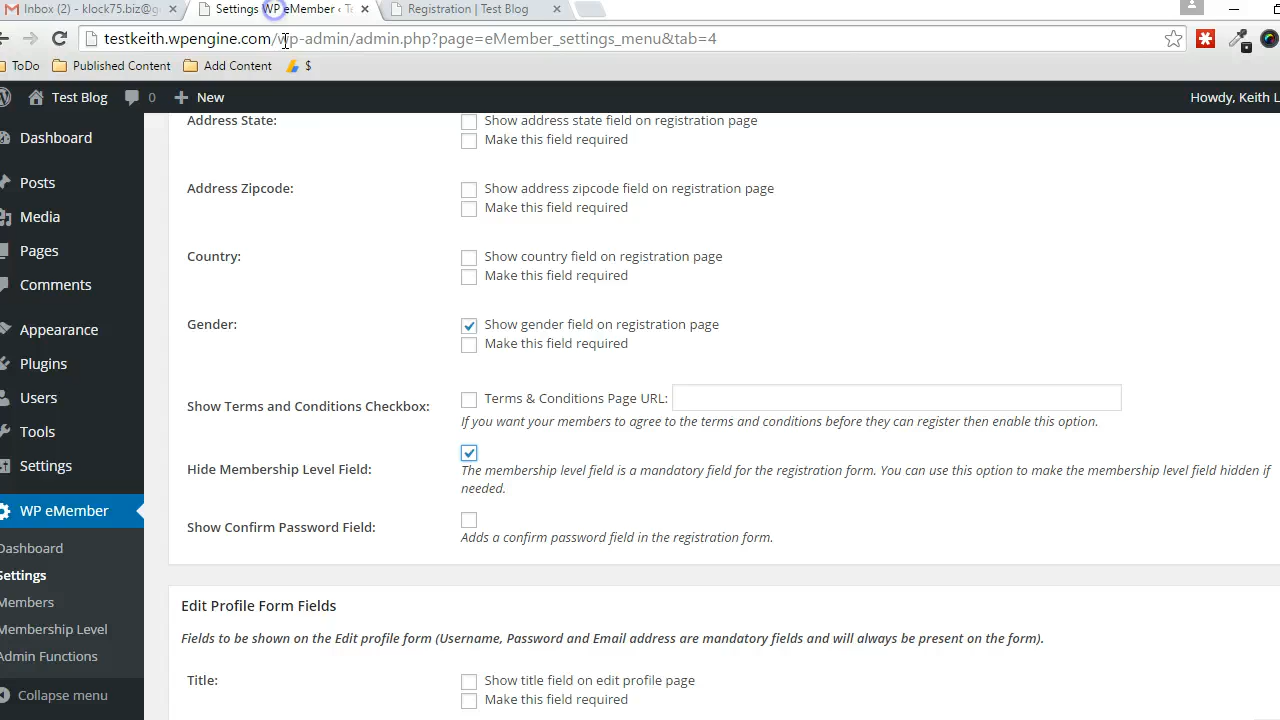 Inbox (2) - klock75.biz@g
Settings WP eMember ‹ Te
Registration | Test Blog
testkeith.wpengine.com/wp-admin/admin.php?page=eMember_settings_menu&tab=4
ToDo
Published Content
Add Content
$
Test Blog
0
New
Howdy, Keith L
Dashboard
Posts
Media
Pages
Comments
Appearance
Plugins
Users
Tools
Settings
WP eMember
Dashboard
Settings
Members
Membership Level
Admin Functions
Collapse menu
Address State:
Show address state field on registration page
Make this field required
Address Zipcode:
Show address zipcode field on registration page
Make this field required
Country:
Show country field on registration page
Make this field required
Gender:
Show gender field on registration page
Make this field required
Show Terms and Conditions Checkbox:
Terms & Conditions Page URL:
If you want your members to agree to the terms and conditions before they can register then enable this option.
Hide Membership Level Field:
The membership level field is a mandatory field for the registration form. You can use this option to make the membership level field hidden if
needed.
Show Confirm Password Field:
Adds a confirm password field in the registration form.
Edit Profile Form Fields
Fields to be shown on the Edit profile form (Username, Password and Email address are mandatory fields and will always be present on the form).
Title:
Show title field on edit profile page
Make this field required